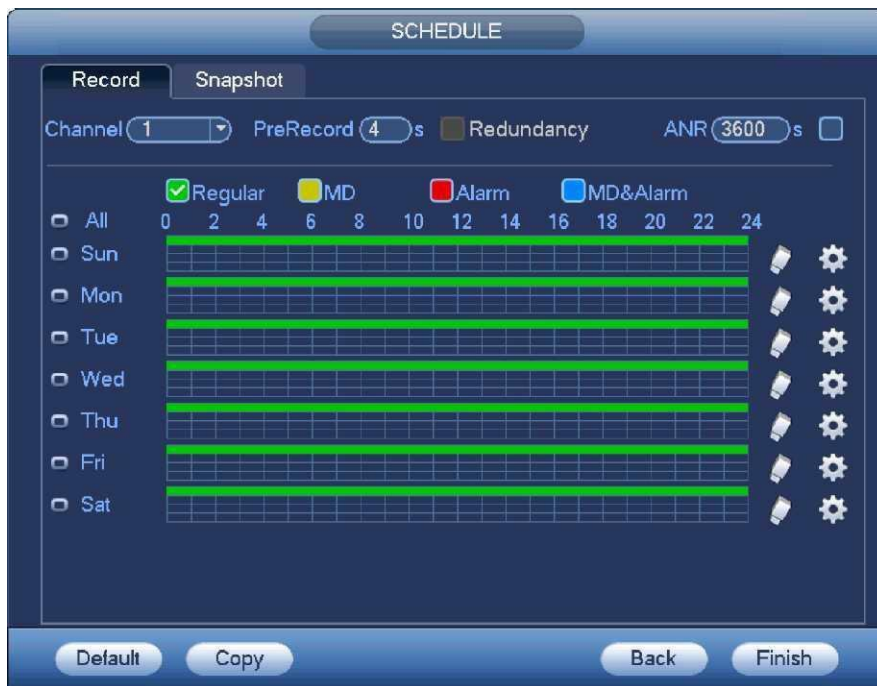 SCHEDULE
Record Snapshot
Channel 1 PreRecord 4 s Redundancy ANR 3600 s
Regular MD Alarm MD&Alarm
All 0 2 4 6 8 10 12 14 16 18 20 22 24
Sun
Mon
Tue
Wed
Thu
Fri
Sat
Default Copy Back Finish